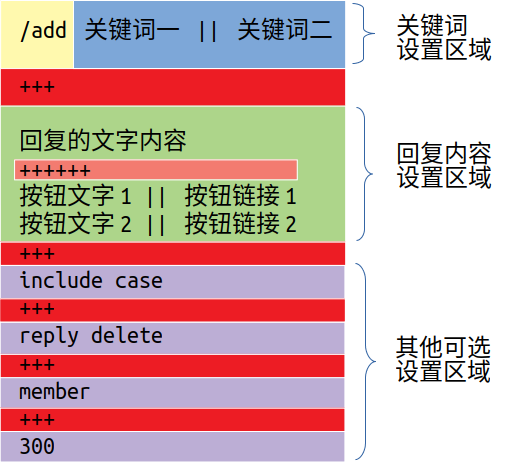 /add 关键词一 || 关键词二
关键词
设置区域
+++
回复的文字内容
++++++
按钮文字1 || 按钮链接1
按钮文字2 || 按钮链接2
回复内容
设置区域
+++
include case
+++
reply delete
+++
member
+++
300
其他可选
设置区域